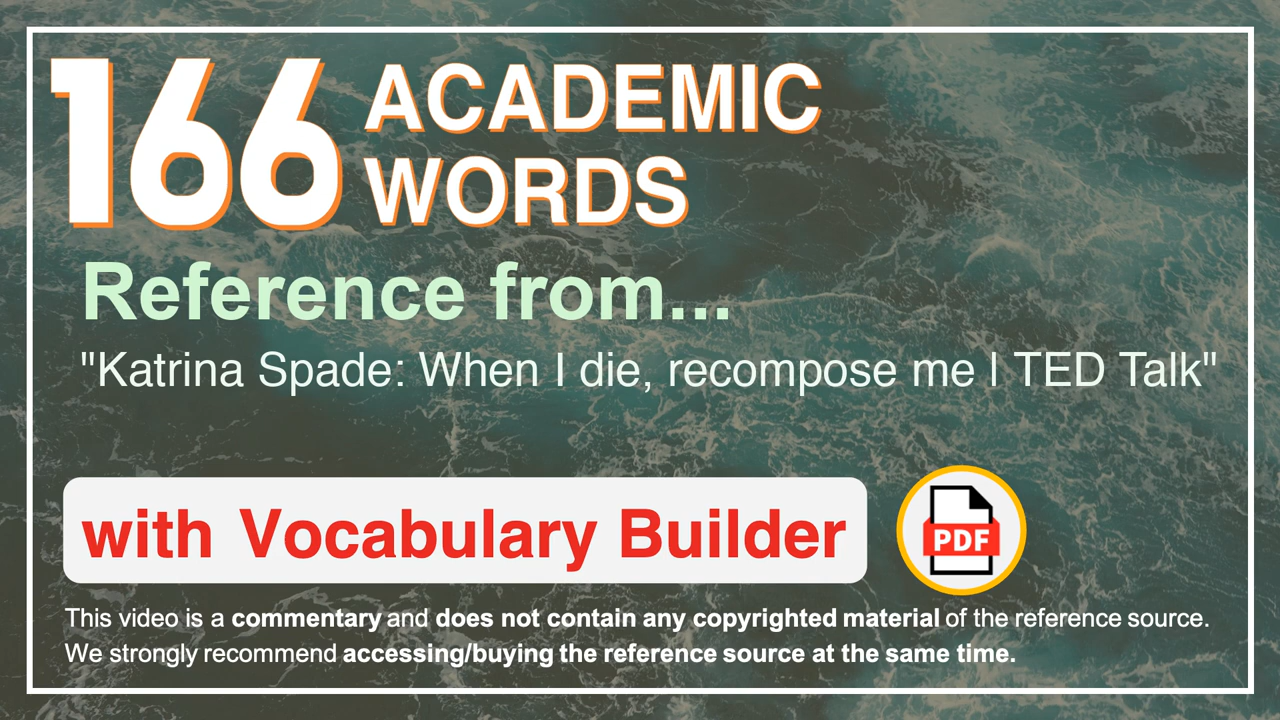 166 ACADEMIC
WORDS
Reference from...
"Katrina Spade: When I die, recompose me | TED Talk"
with Vocabulary Builder
PDF
This video is a commentary and does not contain any copyrighted material of the reference source.
We strongly recommend accessing/buying the reference source at the same time.